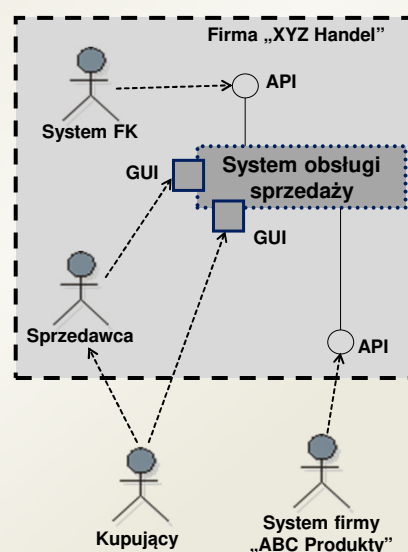 Firma „XYZ Handel”
API
System FK
GUI
System obsługi
sprzedaży
GUI
Sprzedawca
API
Kupujący
System firmy
„ABC Produkty”